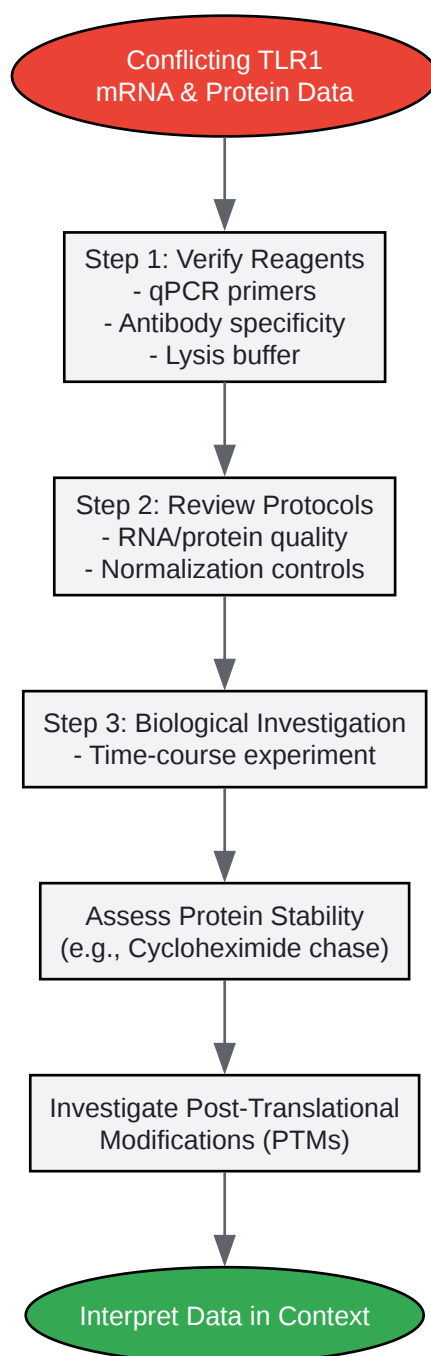 Conflicting TLR1
mRNA & Protein Data
Step 1: Verify Reagents
- qPCR primers
- Antibody specificity
- Lysis buffer
Step 2: Review Protocols
- RNA/protein quality
- Normalization controls
Step 3: Biological Investigation
- Time-course experiment
Assess Protein Stability
(e.g., Cycloheximide chase)
Investigate Post-Translational
Modifications (PTMs)
Interpret Data in Context